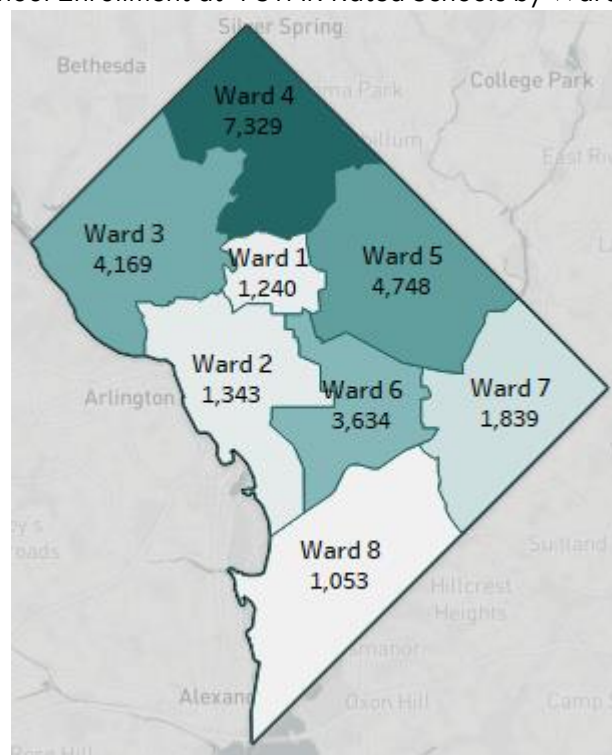 Silver Spring
Bethesda
College Park
Ward 4
7,329
Ward 3
4,169
Ward 1
1,240
Ward 5
4,748
Ward 2
1,343
Arlington
Ward 6
3,634
Ward 7
1,839
Ward 8
1,053
Suitland
Hillcrest
Heights
Oxon Hill